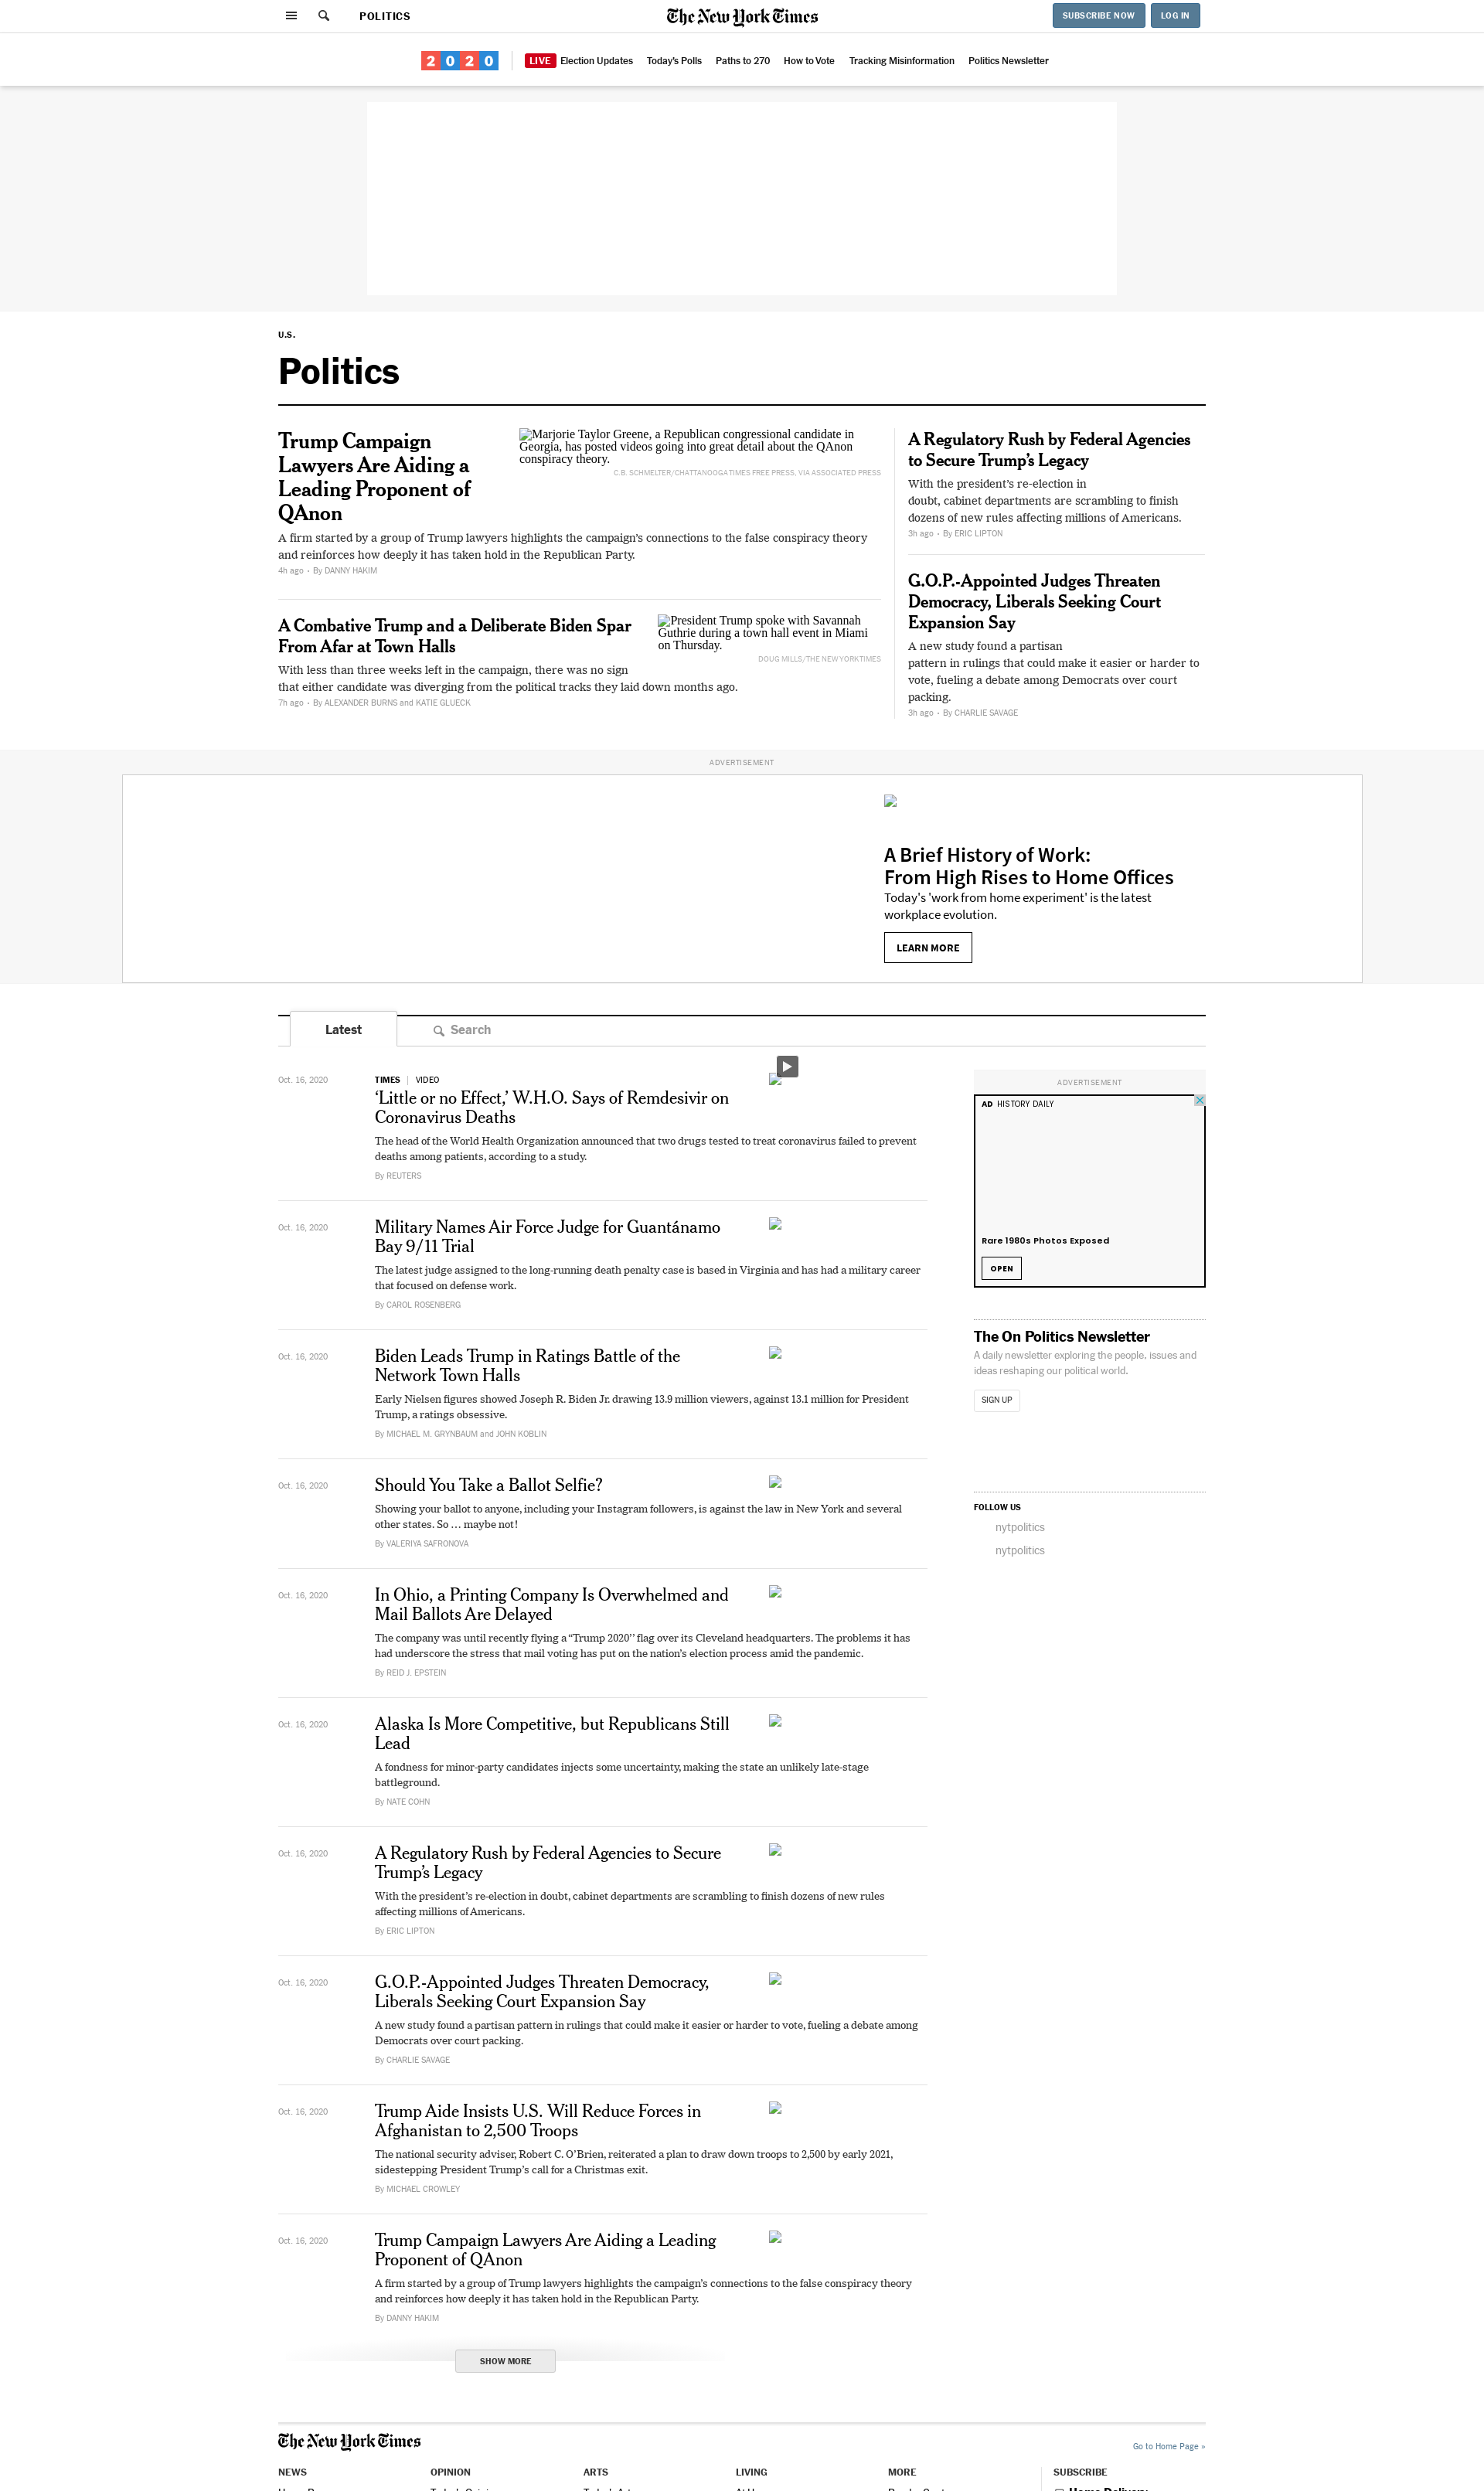 POLITICS
The New York Times
SUBSCRIBE NOW
LOG IN
2020
LIVE Election Updates
Today's Polls
Paths to 270
How to Vote
Tracking Misinformation
Politics Newsletter
U.S.
Politics
Trump Campaign
Lawyers Are Aiding a
Leading Proponent of
QAnon
Marjorie Taylor Greene, a Republican congressional candidate in
Georgia, has posted videos going into great detail about the QAnon
conspiracy theory.
C.B. SCHMELTER/CHATTANOOGA TIMES FREE PRESS, VIA ASSOCIATED PRESS
A firm started by a group of Trump lawyers highlights the campaign's connections to the false conspiracy theory
and reinforces how deeply it has taken hold in the Republican Party.
4h ago • By DANNY HAKIM
A Combative Trump and a Deliberate Biden Spar
From Afar at Town Halls
President Trump spoke with Savannah
Guthrie during a town hall event in Miami
on Thursday.
DOUG MILLS/THE NEW YORK TIMES
With less than three weeks left in the campaign, there was no sign
that either candidate was diverging from the political tracks they laid down months ago.
7h ago • By ALEXANDER BURNS and KATIE GLUECK
A Regulatory Rush by Federal Agencies
to Secure Trump's Legacy
With the president's re-election in
doubt, cabinet departments are scrambling to finish
dozens of new rules affecting millions of Americans.
3h ago • By ERIC LIPTON
G.O.P.-Appointed Judges Threaten
Democracy, Liberals Seeking Court
Expansion Say
A new study found a partisan
pattern in rulings that could make it easier or harder to
vote, fueling a debate among Democrats over court
packing.
3h ago • By CHARLIE SAVAGE
ADVERTISEMENT
A Brief History of Work:
From High Rises to Home Offices
Today's 'work from home experiment' is the latest
workplace evolution.
LEARN MORE
Latest
Search
Oct. 16, 2020
TIMES | VIDEO
‘Little or no Effect,’ W.H.O. Says of Remdesivir on
Coronavirus Deaths
The head of the World Health Organization announced that two drugs tested to treat coronavirus failed to prevent
deaths among patients, according to a study.
By REUTERS
Oct. 16, 2020
Military Names Air Force Judge for Guantánamo
Bay 9/11 Trial
The latest judge assigned to the long-running death penalty case is based in Virginia and has had a military career
that focused on defense work.
By CAROL ROSENBERG
Oct. 16, 2020
Biden Leads Trump in Ratings Battle of the
Network Town Halls
Early Nielsen figures showed Joseph R. Biden Jr. drawing 13.9 million viewers, against 13.1 million for President
Trump, a ratings obsessive.
By MICHAEL M. GRYNBAUM and JOHN KOBLIN
Oct. 16, 2020
Should You Take a Ballot Selfie?
Showing your ballot to anyone, including your Instagram followers, is against the law in New York and several
other states. So … maybe not!
By VALERIYA SAFRONOVA
Oct. 16, 2020
In Ohio, a Printing Company Is Overwhelmed and
Mail Ballots Are Delayed
The company was until recently flying a “Trump 2020’’ flag over its Cleveland headquarters. The problems it has
had underscore the stress that mail voting has put on the nation's election process amid the pandemic.
By REID J. EPSTEIN
Oct. 16, 2020
Alaska Is More Competitive, but Republicans Still
Lead
A fondness for minor-party candidates injects some uncertainty, making the state an unlikely late-stage
battleground.
By NATE COHN
Oct. 16, 2020
A Regulatory Rush by Federal Agencies to Secure
Trump's Legacy
With the president's re-election in doubt, cabinet departments are scrambling to finish dozens of new rules
affecting millions of Americans.
By ERIC LIPTON
Oct. 16, 2020
G.O.P.-Appointed Judges Threaten Democracy,
Liberals Seeking Court Expansion Say
A new study found a partisan pattern in rulings that could make it easier or harder to vote, fueling a debate among
Democrats over court packing.
By CHARLIE SAVAGE
Oct. 16, 2020
Trump Aide Insists U.S. Will Reduce Forces in
Afghanistan to 2,500 Troops
The national security adviser, Robert C. O'Brien, reiterated a plan to draw down troops to 2,500 by early 2021,
sidestepping President Trump's call for a Christmas exit.
By MICHAEL CROWLEY
Oct. 16, 2020
Trump Campaign Lawyers Are Aiding a Leading
Proponent of QAnon
A firm started by a group of Trump lawyers highlights the campaign's connections to the false conspiracy theory
and reinforces how deeply it has taken hold in the Republican Party.
By DANNY HAKIM
SHOW MORE
ADVERTISEMENT
AD HISTORY DAILY
Rare 1980s Photos Exposed
OPEN
The On Politics Newsletter
A daily newsletter exploring the people, issues and
ideas reshaping our political world.
SIGN UP
FOLLOW US
nytpolitics
nytpolitics
The New York Times
Go to Home Page »
NEWS
OPINION
ARTS
LIVING
MORE
SUBSCRIBE